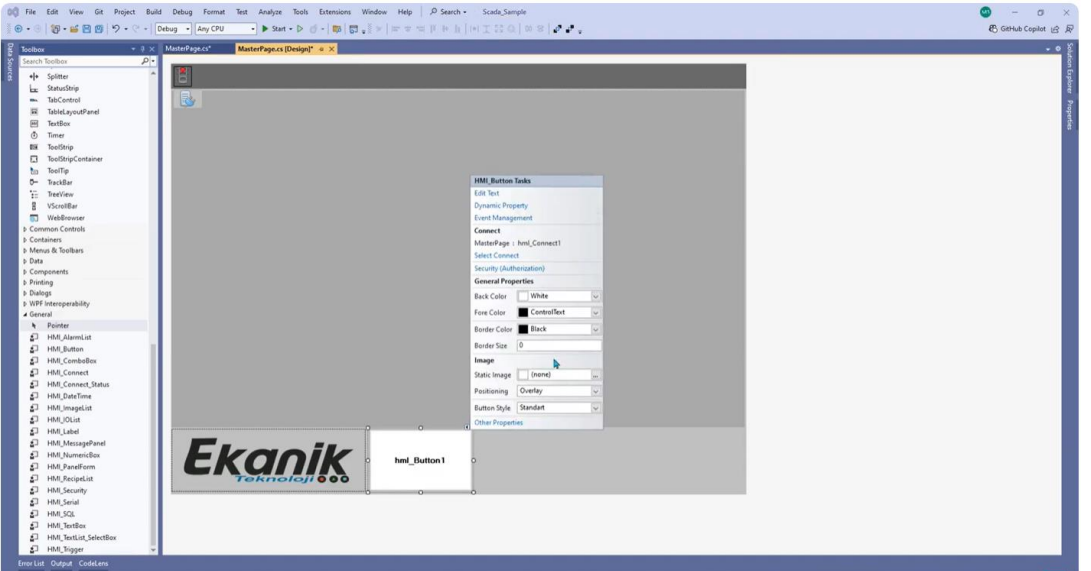 File Edit View Git Project Build Debug Format Test Analyze Tools Extensions Window Help Search Scada_Sample MS
Debug Any CPU Start GitHub Copilot
Data Sources
Toolbox
Search Toolbox
Splitter
StatusStrip
TabControl
TableLayoutPanel
TextBox
Timer
ToolStrip
ToolStripContainer
ToolTip
TrackBar
TreeView
VScrollBar
WebBrowser
Common Controls
Containers
Menus & Toolbars
Data
Components
Printing
Dialogs
WPF Interoperability
General
Pointer
HMI_AlarmList
HMI_Button
HMI_ComboBox
HMI_Connect
HMI_Connect_Status
HMI_DateTime
HMI_ImageList
HMI_IOList
HMI_Label
HMI_MessagePanel
HMI_NumericBox
HMI_PanelForm
HMI_RecipeList
HMI_Security
HMI_Serial
HMI_SQL
HMI_TextBox
HMI_TextList_SelectBox
HMI_Trigger
MasterPage.cs* MasterPage.cs [Design]*
HMI_Button Tasks
Edit Text
Dynamic Property
Event Management
Connect
MasterPage : hmI_Connect1
Select Connect
Security (Authorization)
General Properties
Back Color White
Fore Color ControlText
Border Color Black
Border Size 0
Image
Static Image (none) ...
Positioning Overlay
Button Style Standart
Other Properties
Ekanik
Teknoloji
hmI_Button1
Solution Explorer
Properties
Error List Output CodeLens